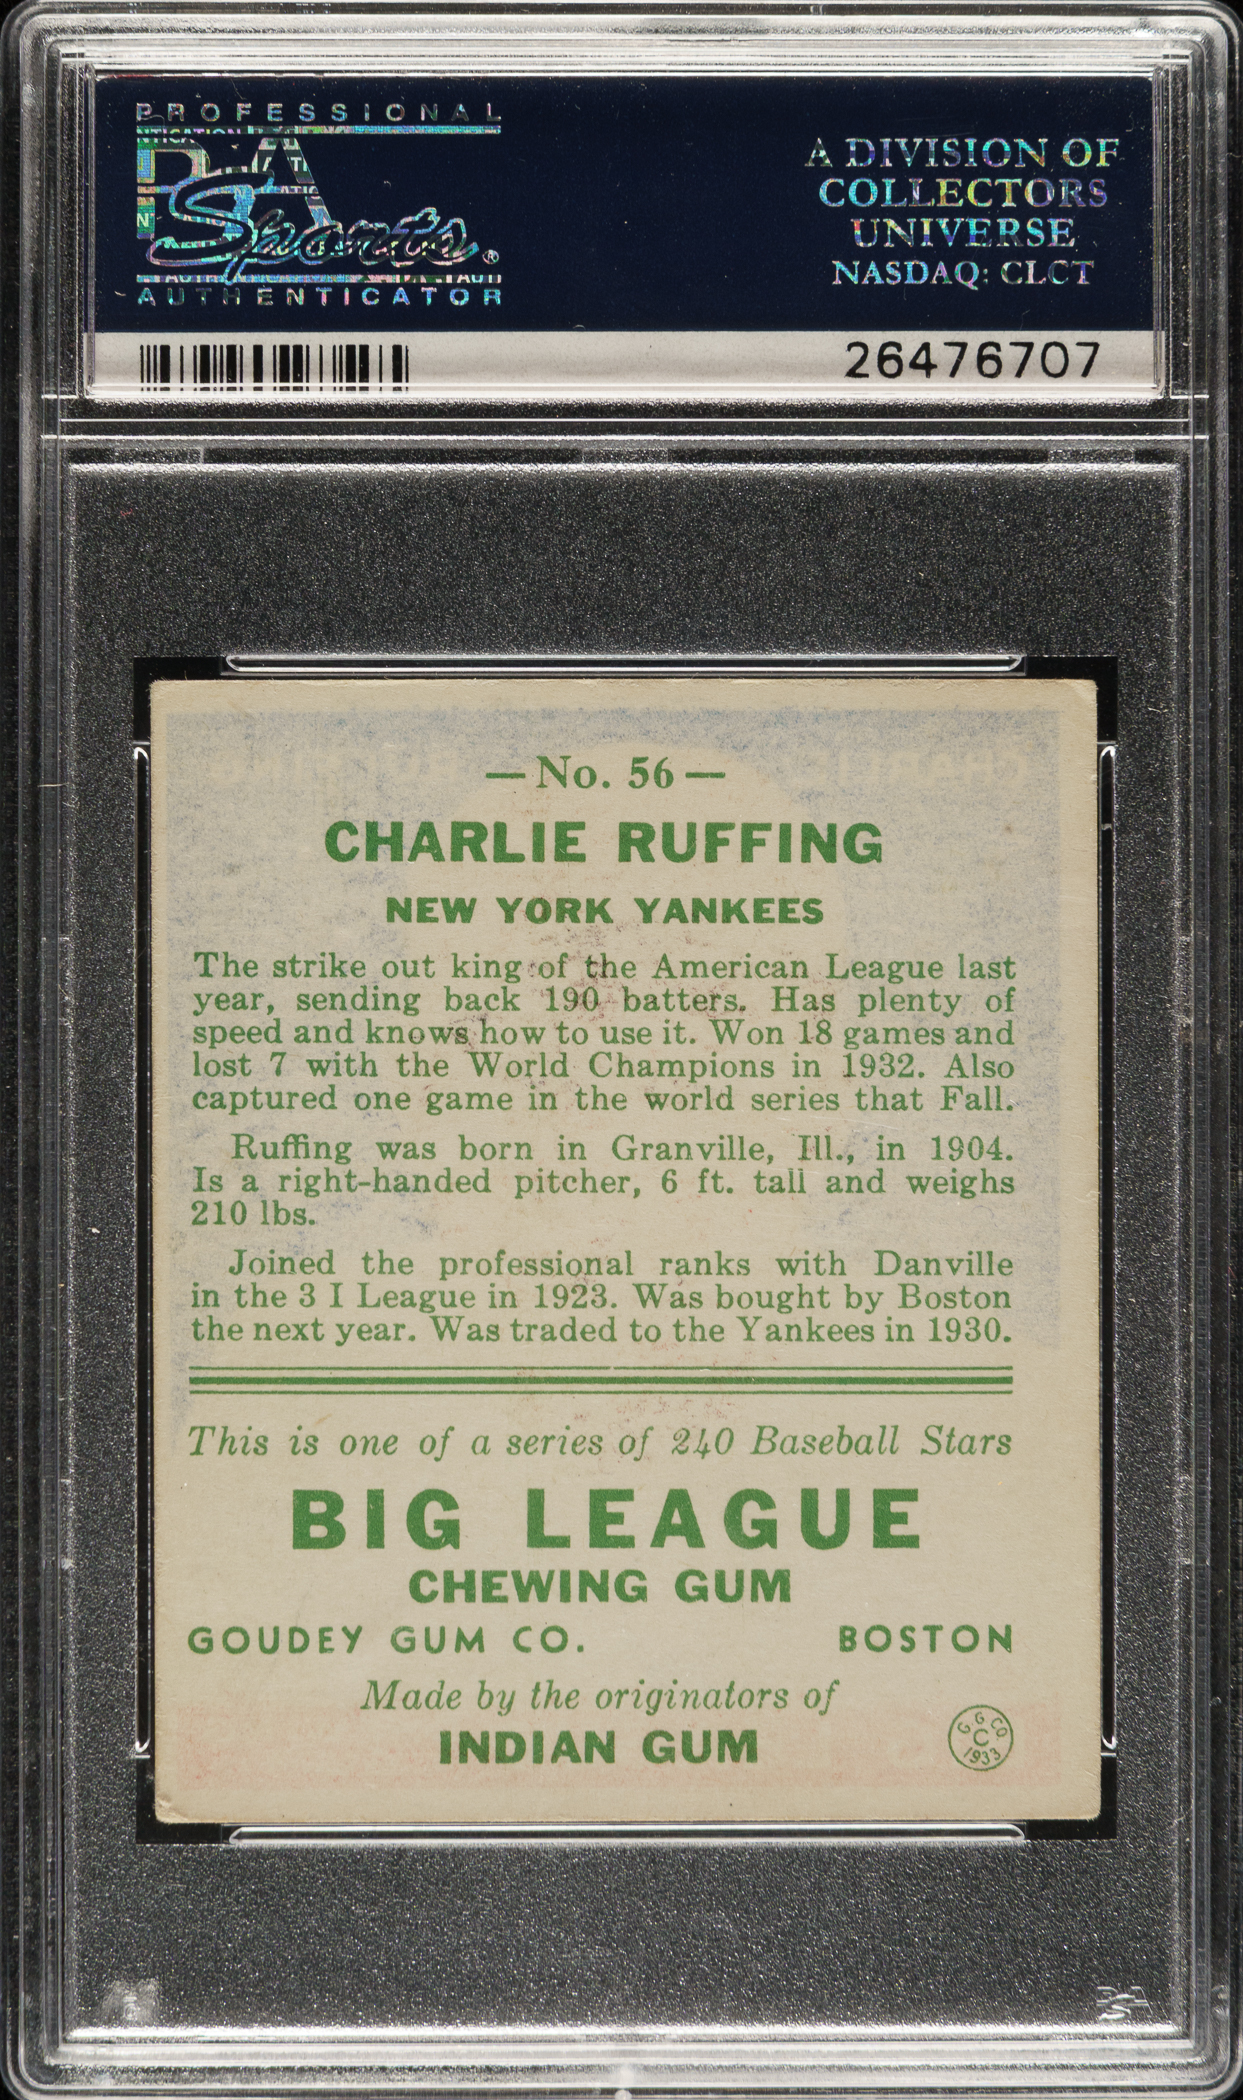 PROFESSIONAL
PSA
Sports®
AUTHENTICATOR
A DIVISION OF
COLLECTORS
UNIVERSE
NASDAQ: CLCT
26476707
—No. 56—
CHARLIE RUFFING
NEW YORK YANKEES
The strike out king of the American League last
year, sending back 190 batters. Has plenty of
speed and knows how to use it. Won 18 games and
lost 7 with the World Champions in 1932. Also
captured one game in the world series that Fall.
Ruffing was born in Granville, Ill., in 1904.
Is a right-handed pitcher, 6 ft. tall and weighs
210 lbs.
Joined the professional ranks with Danville
in the 3 I League in 1923. Was bought by Boston
the next year. Was traded to the Yankees in 1930.
This is one of a series of 240 Baseball Stars
BIG LEAGUE
CHEWING GUM
GOUDEY GUM CO. BOSTON
Made by the originators of
INDIAN GUM
G. G. CO
C
1933
PSA